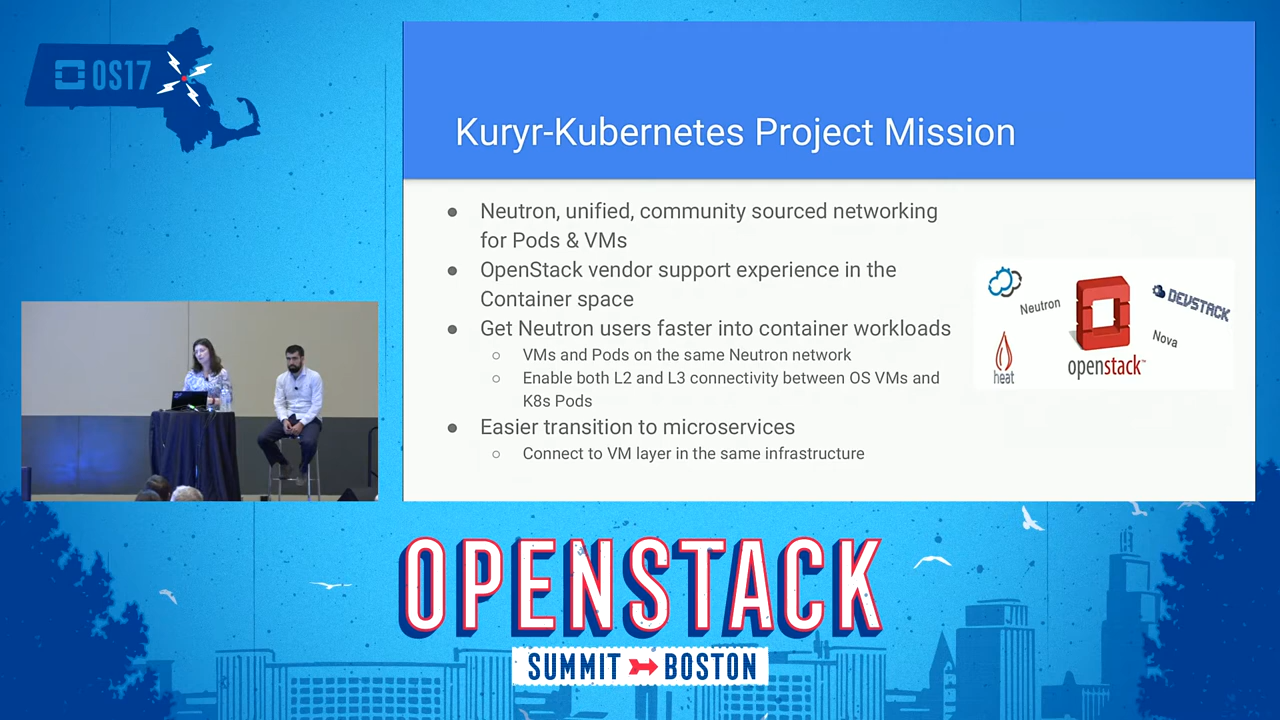 OS17
Kuryr-Kubernetes Project Mission
● Neutron, unified, community sourced networking
for Pods & VMs
● OpenStack vendor support experience in the
Container space
● Get Neutron users faster into container workloads
○ VMs and Pods on the same Neutron network
○ Enable both L2 and L3 connectivity between OS VMs and
K8s Pods
● Easier transition to microservices
○ Connect to VM layer in the same infrastructure
Neutron
DEVSTACK
Nova
heat
openstack™
OPENSTACK
SUMMIT BOSTON